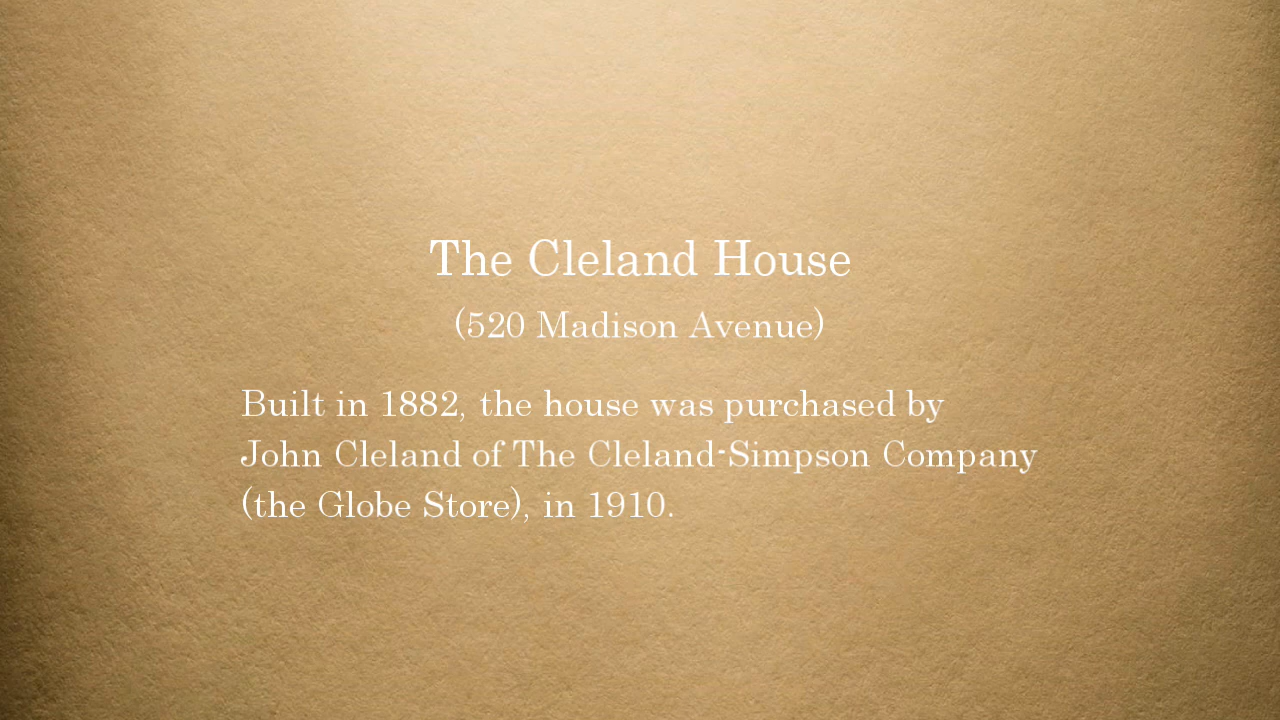 The Cleland House
(520 Madison Avenue)
Built in 1882, the house was purchased by
John Cleland of The Cleland-Simpson Company
(the Globe Store), in 1910.